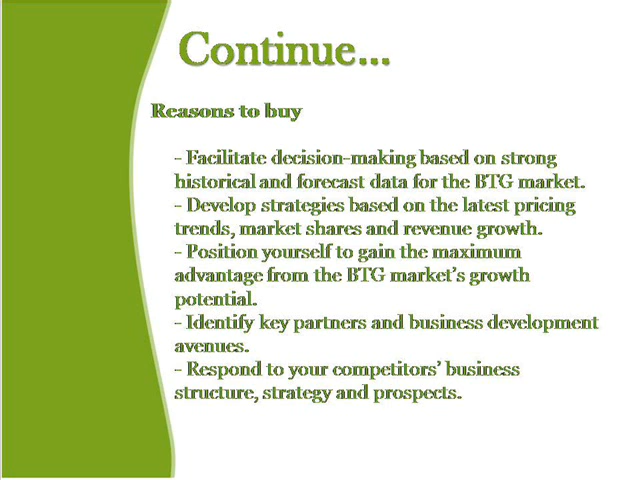 Continue...
Reasons to buy
- Facilitate decision-making based on strong
historical and forecast data for the BTG market.
- Develop strategies based on the latest pricing
trends, market shares and revenue growth.
- Position yourself to gain the maximum
advantage from the BTG market's growth
potential.
- Identify key partners and business development
avenues.
- Respond to your competitors' business
structure, strategy and prospects.